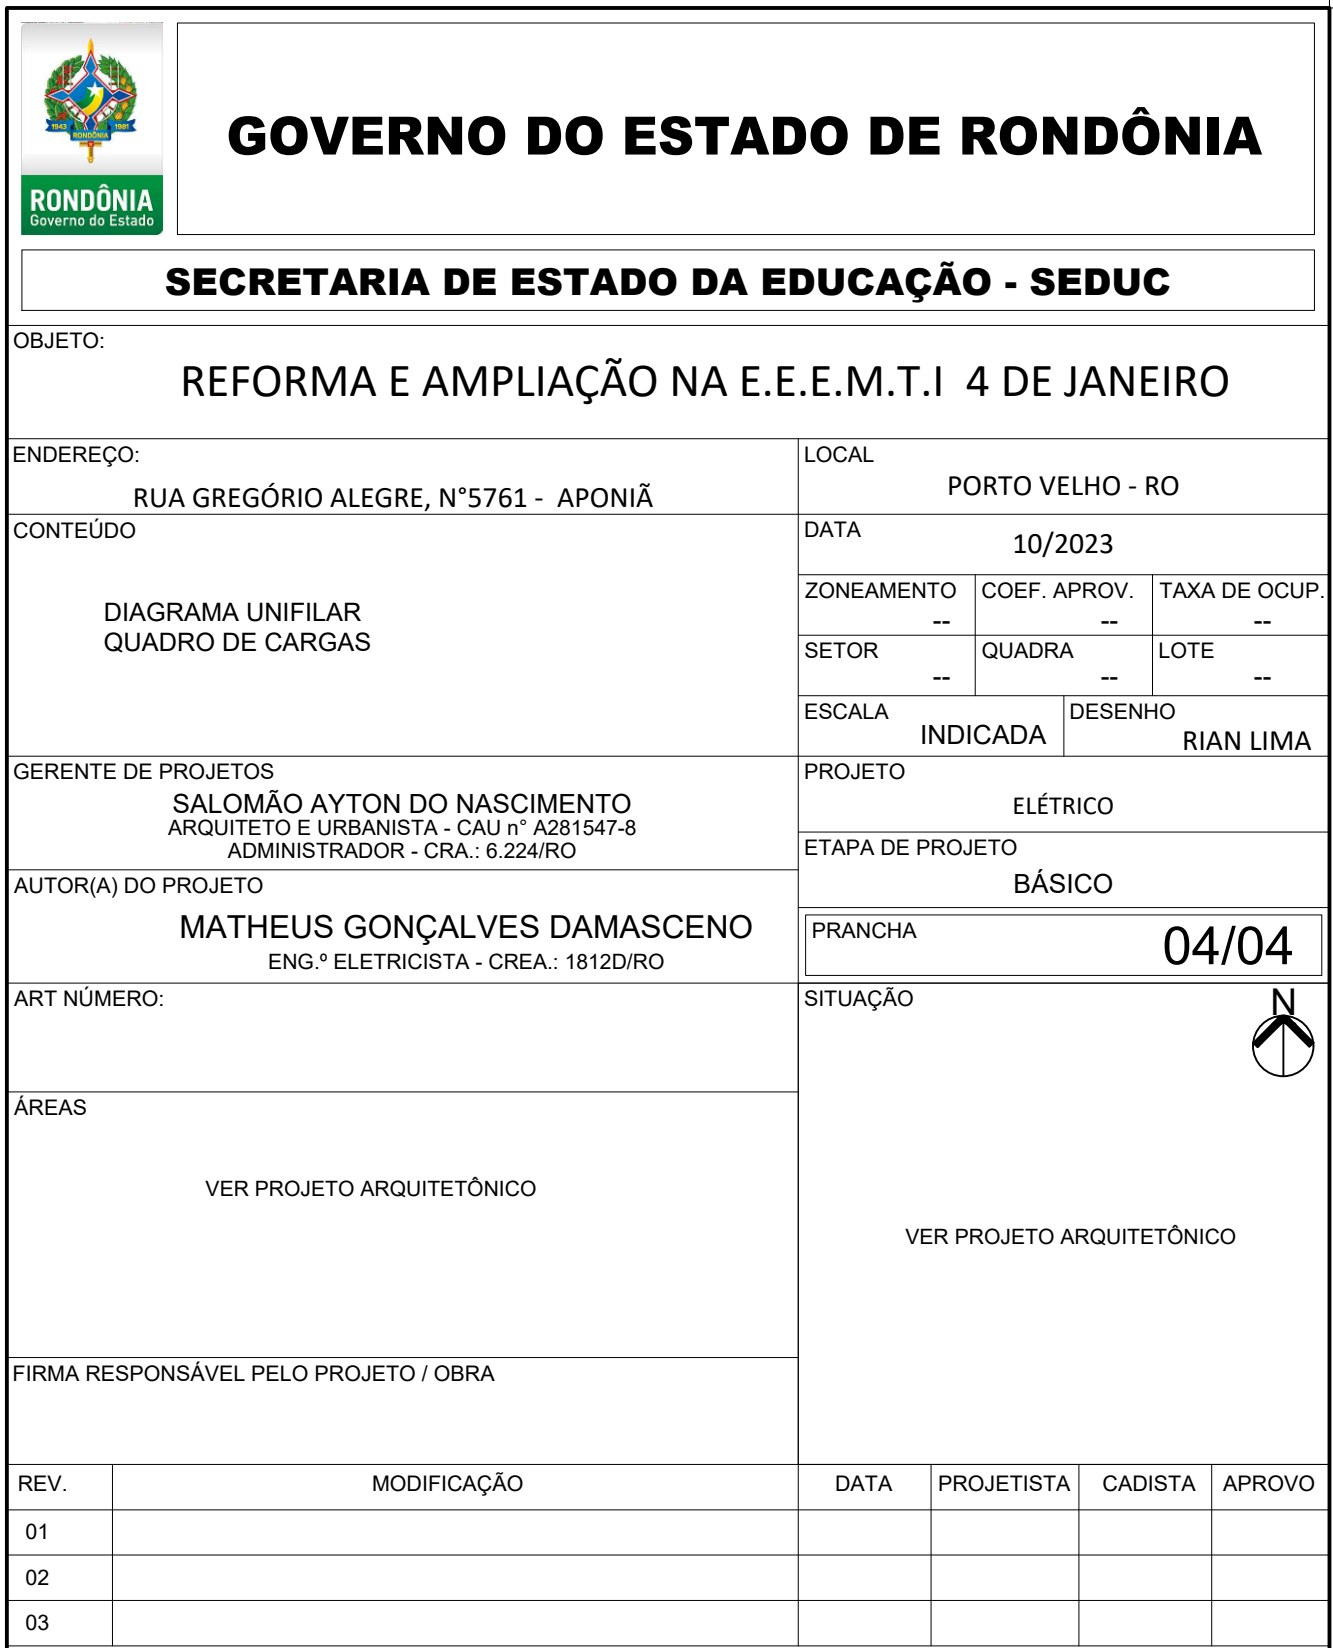 1943 1981
RONDÔNIA
RONDÔNIA
Governo do Estado
GOVERNO DO ESTADO DE RONDÔNIA
SECRETARIA DE ESTADO DA EDUCAÇÃO - SEDUC
OBJETO:
REFORMA E AMPLIAÇÃO NA E.E.E.M.T.I 4 DE JANEIRO
ENDEREÇO:
RUA GREGÓRIO ALEGRE, N°5761 - APONIÃ
LOCAL
PORTO VELHO - RO
CONTEÚDO
DIAGRAMA UNIFILAR
QUADRO DE CARGAS
DATA
10/2023
ZONEAMENTO COEF. APROV. TAXA DE OCUP.
-- -- --
SETOR QUADRA LOTE
-- -- --
ESCALA
INDICADA
DESENHO
RIAN LIMA
GERENTE DE PROJETOS
SALOMÃO AYTON DO NASCIMENTO
ARQUITETO E URBANISTA - CAU n° A281547-8
ADMINISTRADOR - CRA.: 6.224/RO
PROJETO
ELÉTRICO
ETAPA DE PROJETO
BÁSICO
AUTOR(A) DO PROJETO
MATHEUS GONÇALVES DAMASCENO
ENG.º ELETRICISTA - CREA.: 1812D/RO
PRANCHA
04/04
ART NÚMERO:
SITUAÇÃO
N
ÁREAS
VER PROJETO ARQUITETÔNICO
VER PROJETO ARQUITETÔNICO
FIRMA RESPONSÁVEL PELO PROJETO / OBRA
REV. MODIFICAÇÃO DATA PROJETISTA CADISTA APROVO
01
02
03